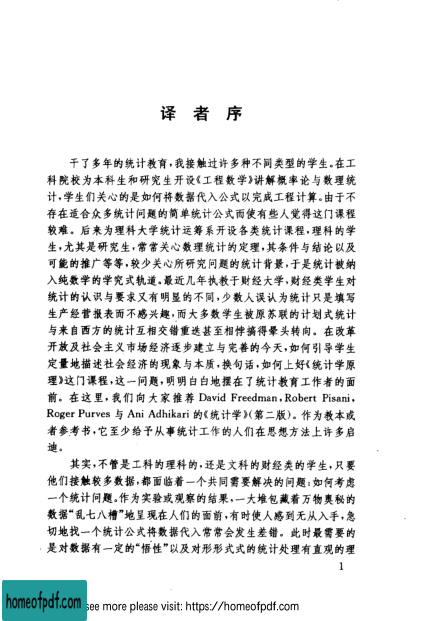 译 者 序
干了多年的统计教育,我接触过许多种不同类型的学生。在工
科院校为本科生和研究生开设《工程数学》讲解概率论与数理统
计,学生们关心的是如何将数据代入公式以完成工程计算。由于不
存在适合众多统计问题的简单统计公式而使有些人觉得这门课程
较难。后来为理科大学统计运筹系开设各类统计课程,理科的学
生,尤其是研究生,常常关心数理统计的定理,其条件与结论以及
可能的推广等等,较少关心所研究问题的统计背景,于是统计被纳
入纯数学的学究式轨道。最近几年执教于财经大学,财经类学生对
统计的认识与要求又有明显的不同,少数人误认为统计只是填写
生产经营报表而不感兴趣,而大多数学生被原苏联的计划式统计
与来自西方的统计互相交错重迭甚至相悖搞得晕头转向。在改革
开放及社会主义市场经济逐步建立与完善的今天,如何引导学生
定量地描述社会经济的现象与本质,换句话,如何上好《统计学原
理》这门课程,这一问题,明明白白地摆在了统计教育工作者的面
前。在这里,我们向大家推荐 David Freedman, Robert Pisani,
Roger Purves 与 Ani Adhikari 的《统计学》(第二版)。作为教本或
者参考书,它至少给予从事统计工作的人们在思想方法上许多启
迪。
其实,不管是工科的理科的,还是文科的财经类的学生,只要
他们接触较多数据,都面临着一个共同需要解决的问题:如何考虑
一个统计问题。作为实验或观察的结果,一大堆包藏着万物奥秘的
数据“乱七八糟”地呈现在人们的面前,有时使人感到无从入手,急
切地找一个统计公式将数据代入常常会发生差错。此时最需要的
是对数据有一定的“悟性”以及对形形式式的统计处理有直观的理
1
homeofpdf.com
see more please visit: https://homeofpdf.com